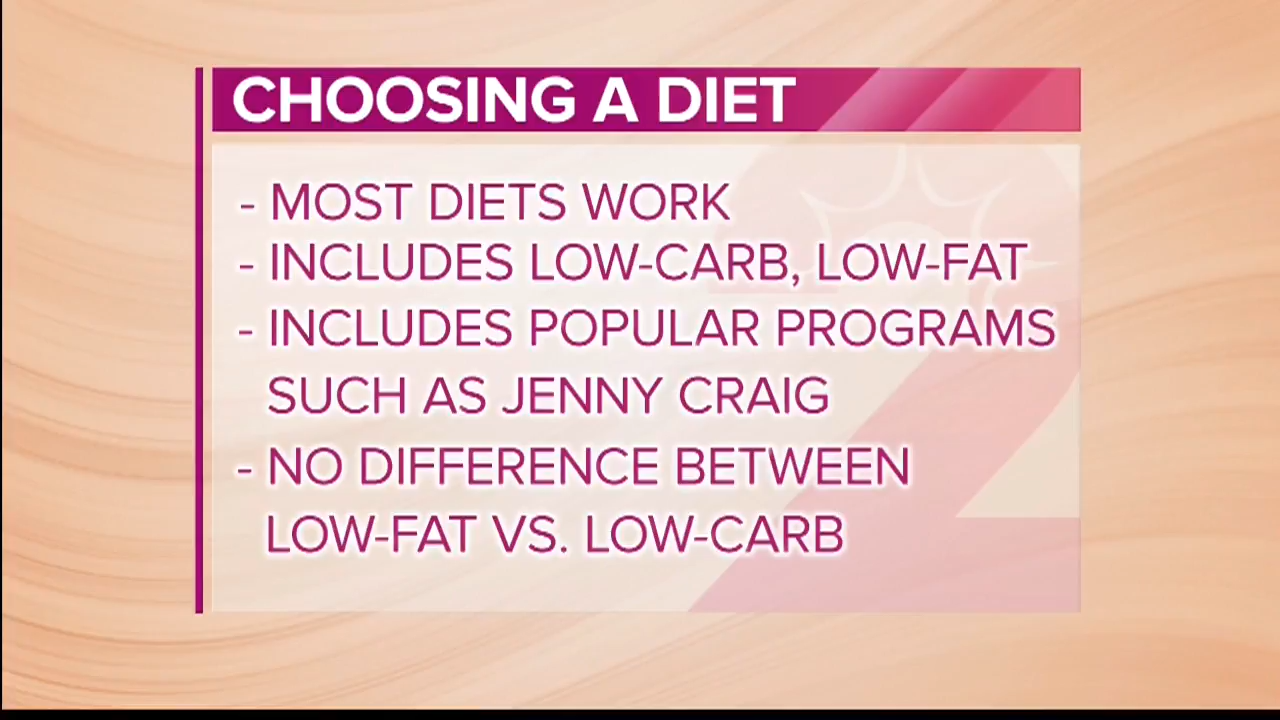 CHOOSING A DIET
- MOST DIETS WORK
- INCLUDES LOW-CARB, LOW-FAT
- INCLUDES POPULAR PROGRAMS
SUCH AS JENNY CRAIG
- NO DIFFERENCE BETWEEN
LOW-FAT VS. LOW-CARB
2